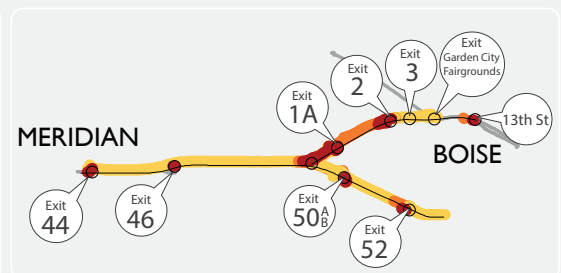 Exit
Garden City
Fairgrounds
Exit
3
Exit
2
Exit
1A
13th St
MERIDIAN
BOISE
Exit
44
Exit
46
Exit
50A
B
Exit
52